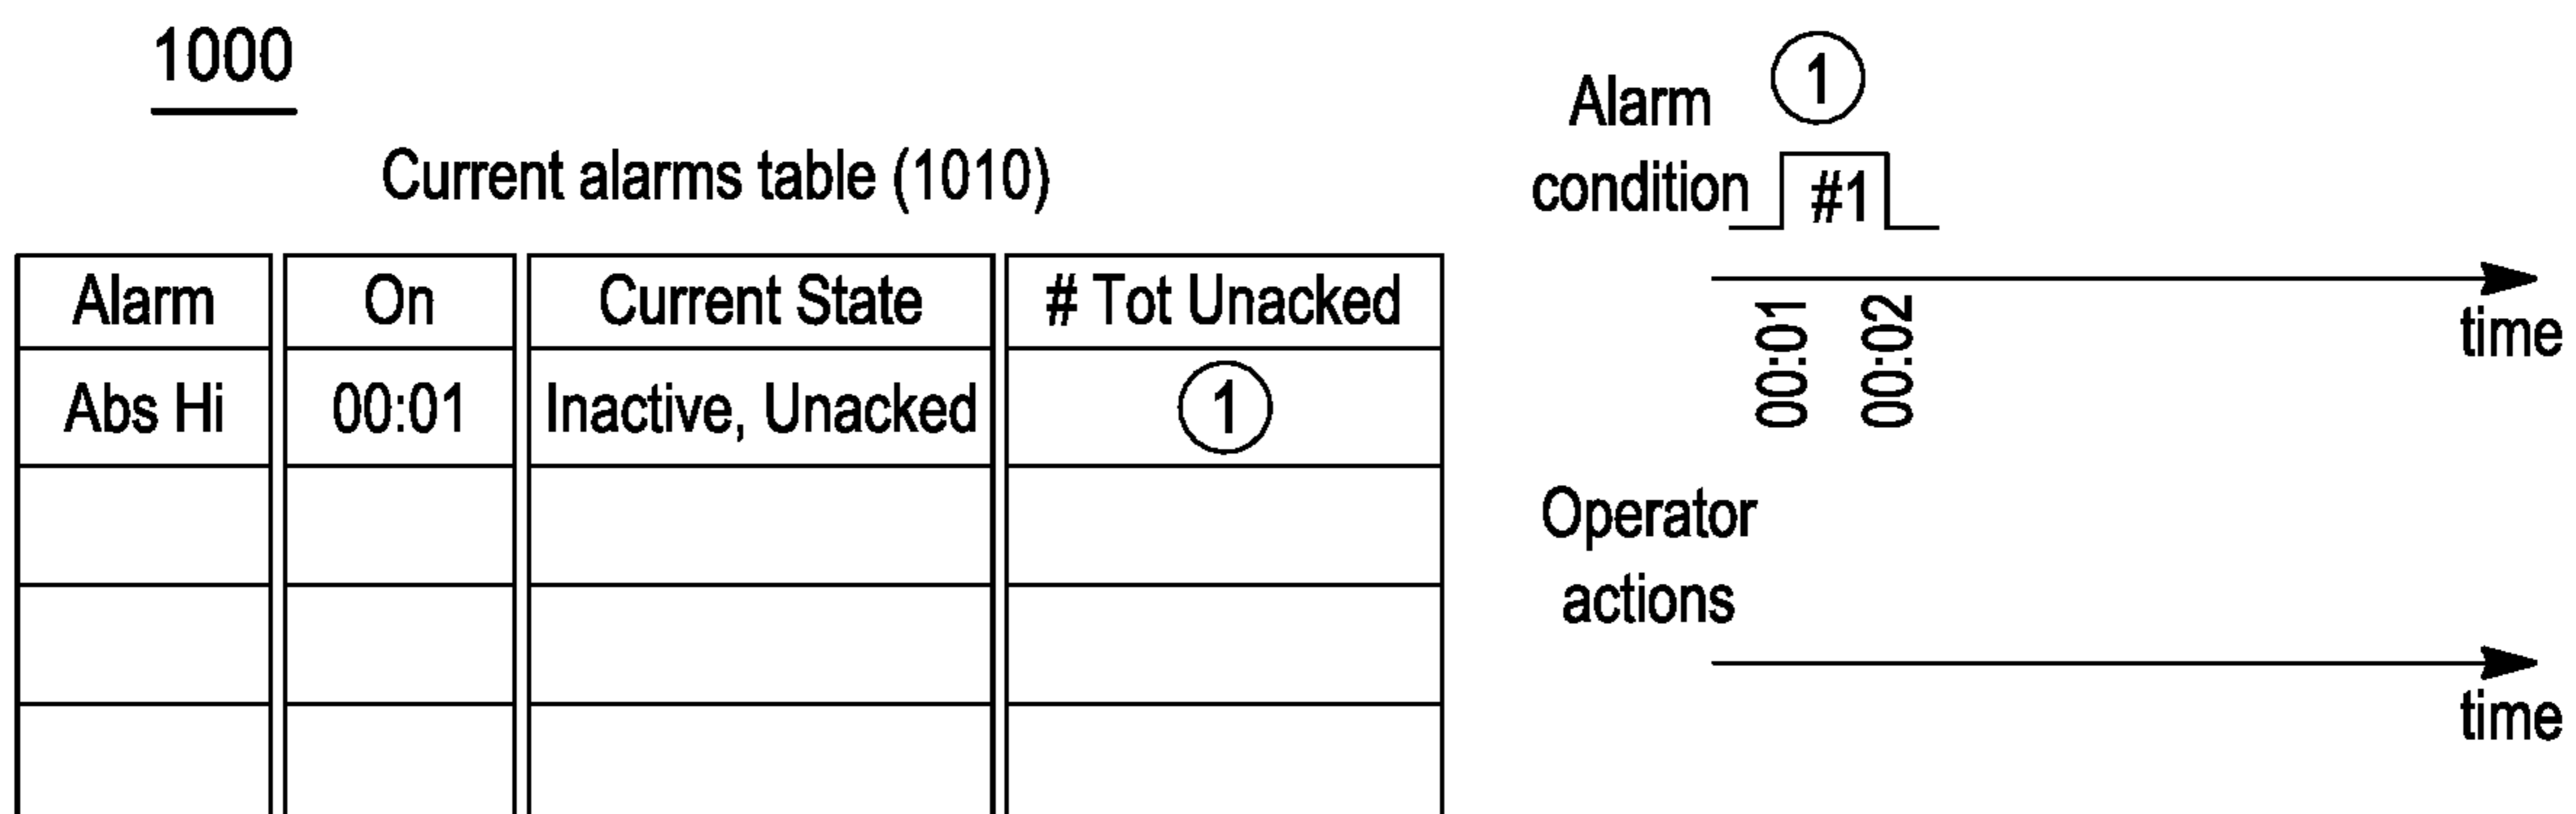 1000
Current alarms table (1010)
Alarm On Current State # Tot Unacked
Abs Hi 00:01 Inactive, Unacked 1
1
Alarm
condition
#1
00:01 00:02
time
Operator
actions
time